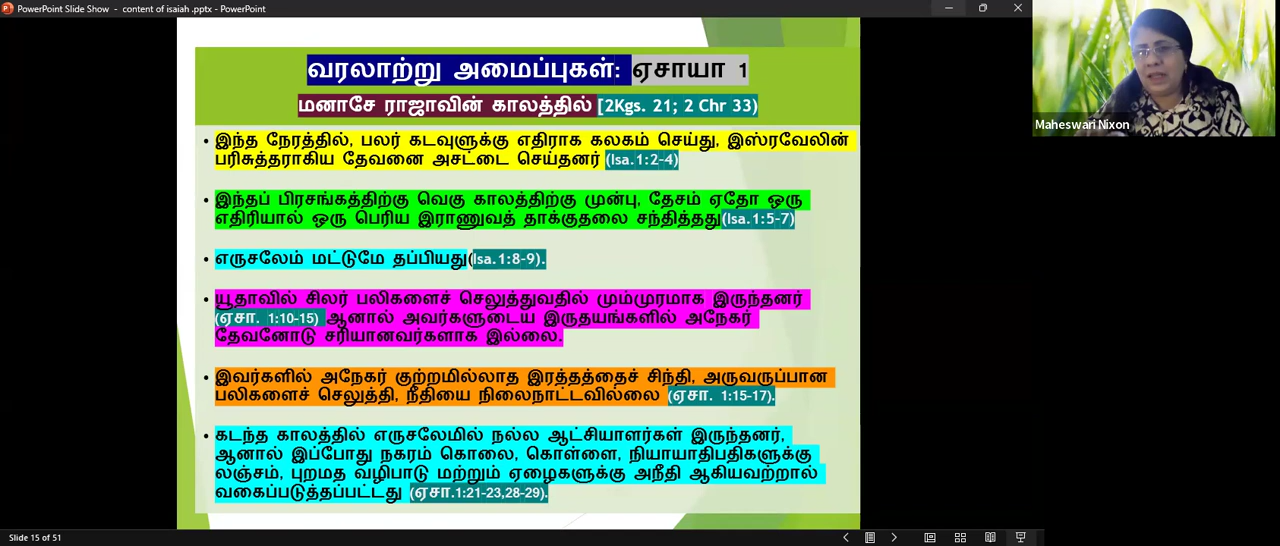 PowerPoint Slide Show - content of isaiah .pptx - PowerPoint
வரலாற்று அமைப்புகள்: ஏசாயா 1
மனாசே ராஜாவின் காலத்தில் [2Kgs. 21; 2 Chr 33)
• இந்த நேரத்தில், பலர் கடவுளுக்கு எதிராக கலகம் செய்து, இஸ்ரவேலின்
பரிசுத்தராகிய தேவனை அசட்டை செய்தனர் (Isa.1:2-4)
• இந்தப் பிரசங்கத்திற்கு வெகு காலத்திற்கு முன்பு, தேசம் ஏதோ ஒரு
எதிரியால் ஒரு பெரிய இராணுவத் தாக்குதலை சந்தித்தது(Isa.1:5-7)
• எருசலேம் மட்டுமே தப்பியது(Isa.1:8-9).
• யூதாவில் சிலர் பலிகளைச் செலுத்துவதில் மும்முரமாக இருந்தனர்
(ஏசா. 1:10-15) ஆனால் அவர்களுடைய இருதயங்களில் அநேகர்
தேவனோடு சரியானவர்களாக இல்லை.
• இவர்களில் அநேகர் குற்றமில்லாத இரத்தத்தைச் சிந்தி, அருவருப்பான
பலிகளைச் செலுத்தி, நீதியை நிலைநாட்டவில்லை (ஏசா. 1:15-17).
• கடந்த காலத்தில் எருசலேமில் நல்ல ஆட்சியாளர்கள் இருந்தனர்,
ஆனால் இப்போது நகரம் கொலை, கொள்ளை, நியாயாதிபதிகளுக்கு
லஞ்சம், புறமத வழிபாடு மற்றும் ஏழைகளுக்கு அநீதி ஆகியவற்றால்
வகைப்படுத்தப்பட்டது (ஏசா.1:21-23,28-29).
Maheswari Nixon
Slide 15 of 51